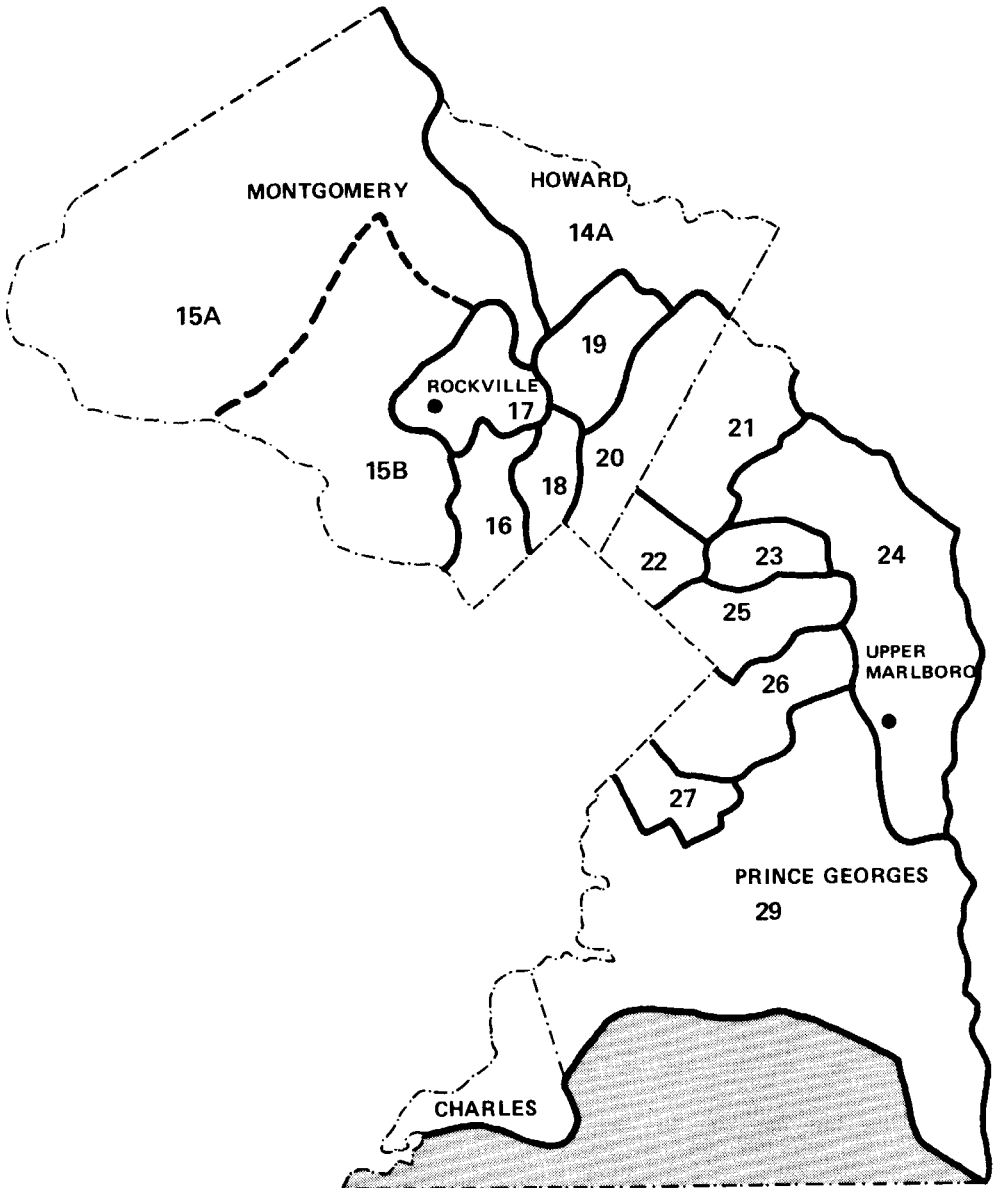 HOWARD
MONTGOMERY
14A
15A
19
ROCKVILLE
17
21
15B
20
18
16
22
23
24
25
UPPER
MARLBORO
26
27
PRINCE GEORGES
29
CHARLES